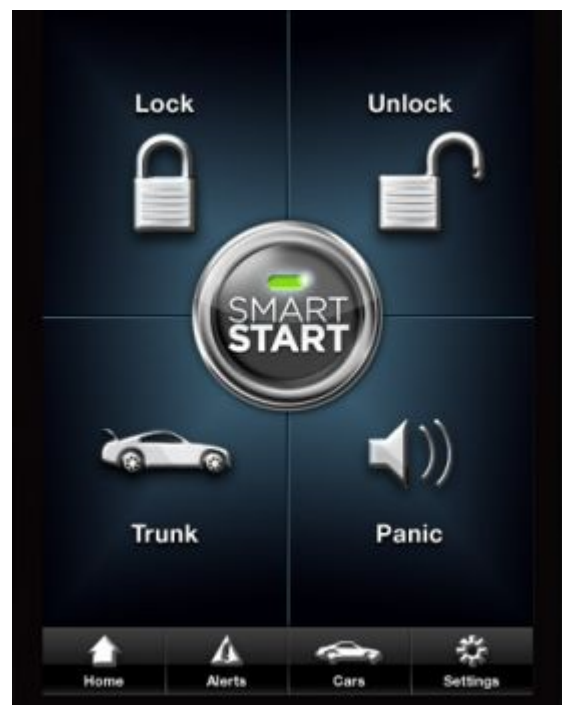 Lock
Unlock
SMART
START
Trunk
Panic
Home
Alerts
Cars
Settings